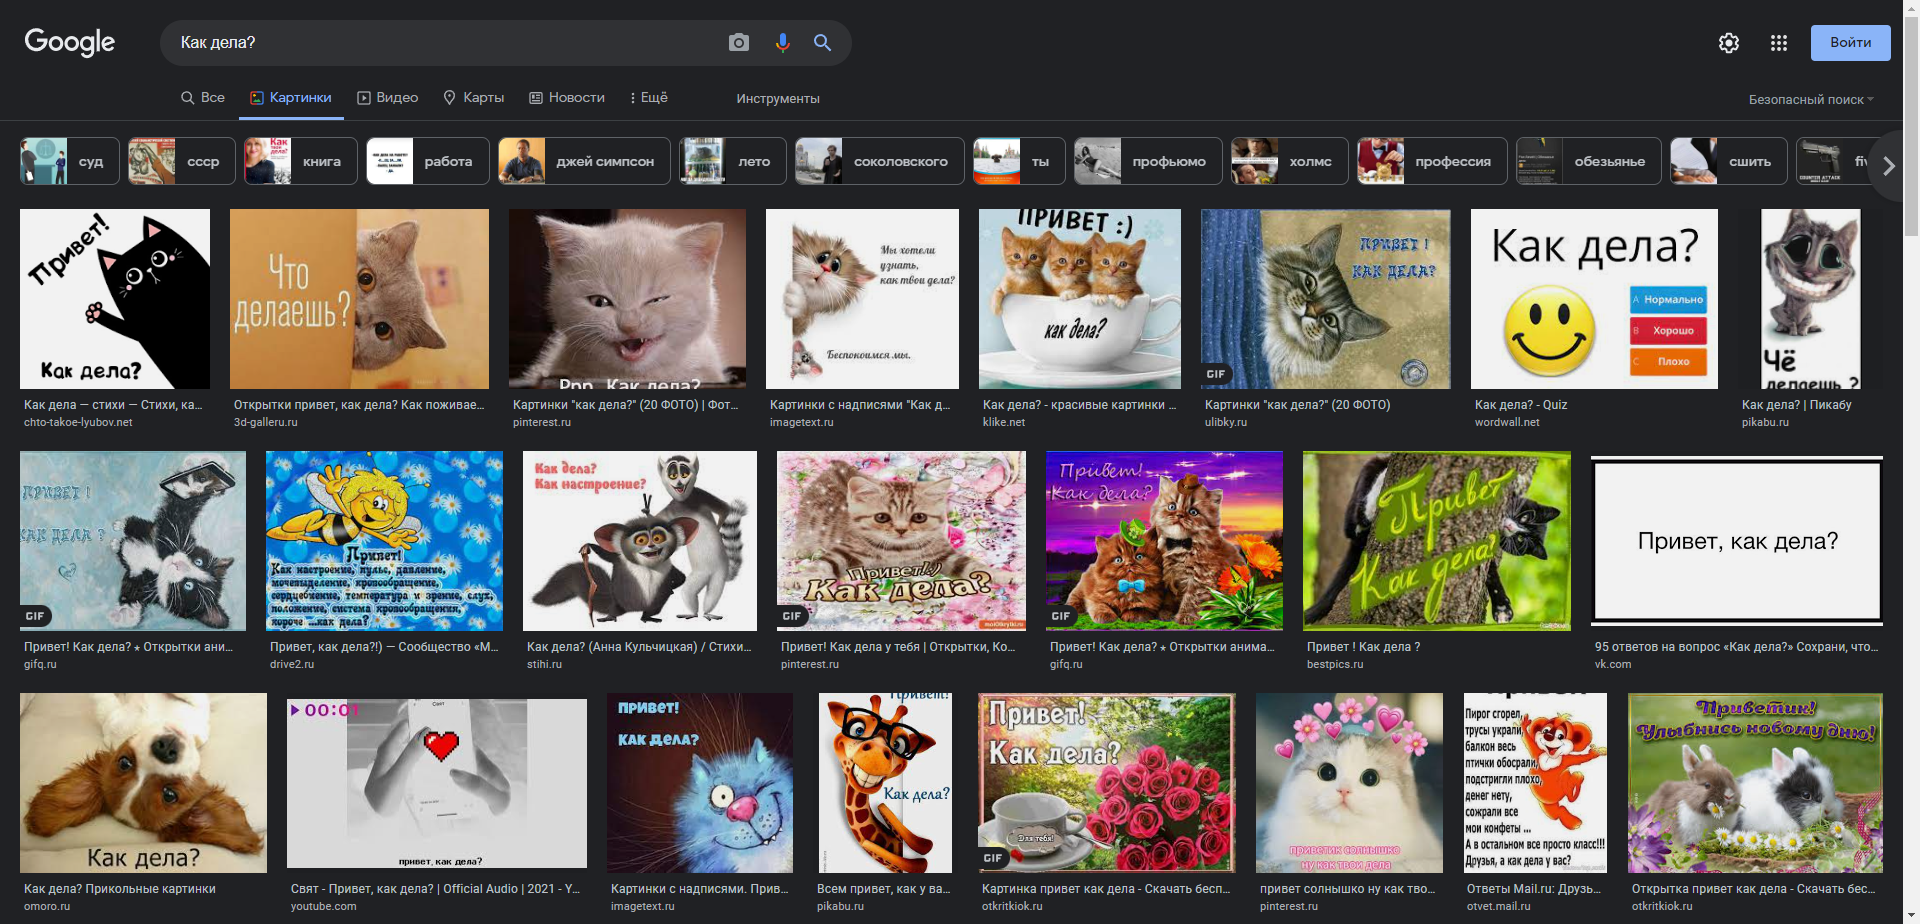 Google
Как дела?
Войти
Все
Картинки
Видео
Карты
Новости
Ещё
Инструменты
Безопасный поиск
суд
ссср
книга
работа
джей симпсон
лето
соколовского
ты
профьюмо
холмс
профессия
обезьянье
сшить
Привет!
Как дела?
Что
делаешь?
Ррр. Как дела?
Мы хотели
узнать,
как твои дела?
Беспокоимся мы.
ПРИВЕТ :)
как дела?
ПРИВЕТ !
КАК ДЕЛА?
GIF
Как дела?
A Нормально
B Хорошо
C Плохо
Чё
делаешь ?
Как дела — стихи — Стихи, ка...
chto-takoe-lyubov.net
Открытки привет, как дела? Как поживае...
3d-galleru.ru
Картинки "как дела?" (20 ФОТО) | Фот...
pinterest.ru
Картинки с надписями "Как д...
imagetext.ru
Как дела? - красивые картинки ...
klike.net
Картинки "как дела?" (20 ФОТО)
ulibky.ru
Как дела? - Quiz
wordwall.net
Как дела? | Пикабу
pikabu.ru
ПРИВЕТ !
КАК ДЕЛА ?
GIF
Привет!
Как настроение, пульс, давление,
мочевыделение, кровообращение,
сердцебиение, температура и зрение, слух,
положение, система кровообращения,
короче ...как дела?
Как дела?
Как настроение?
Привет!:)
Как дела?
GIF
Привет!
Как дела?
GIF
Привет
Как дела?
Привет, как дела?
Привет! Как дела? ⭑ Открытки ани...
gifq.ru
Привет, как дела?!) — Сообщество «М...
drive2.ru
Как дела? (Анна Кульчицкая) / Стихи...
stihi.ru
Привет! Как дела у тебя | Открытки, Ко...
pinterest.ru
Привет! Как дела? ⭑ Открытки анима...
gifq.ru
Привет ! Как дела ?
bestpics.ru
95 ответов на вопрос «Как дела?» Сохрани, что...
vk.com
Как дела?
00:01
Свят
привет, как дела?
ПРИВЕТ!
КАК ДЕЛА?
Привет!
Как дела?
Привет!
Как дела?
Для тебя!
GIF
приветик солнышко
ну как твои дела
Пирог сгорел,
трусы украли,
балкон весь
птички обосрали,
подстригли плохо,
денег нету,
сожрали все
мои конфеты ...
А в остальном все просто класс!!!
Друзья, а как дела у вас?
Приветик!
Улыбнись новому дню!
Как дела? Прикольные картинки
omoro.ru
Свят - Привет, как дела? | Official Audio | 2021 - Y...
youtube.com
Картинки с надписями. Прив...
imagetext.ru
Всем привет, как у ва...
pikabu.ru
Картинка привет как дела - Скачать бесп...
otkritkiok.ru
привет солнышко ну как тво...
pinterest.ru
Ответы Mail.ru: Друзь...
otvet.mail.ru
Открытка привет как дела - Скачать бес...
otkritkiok.ru